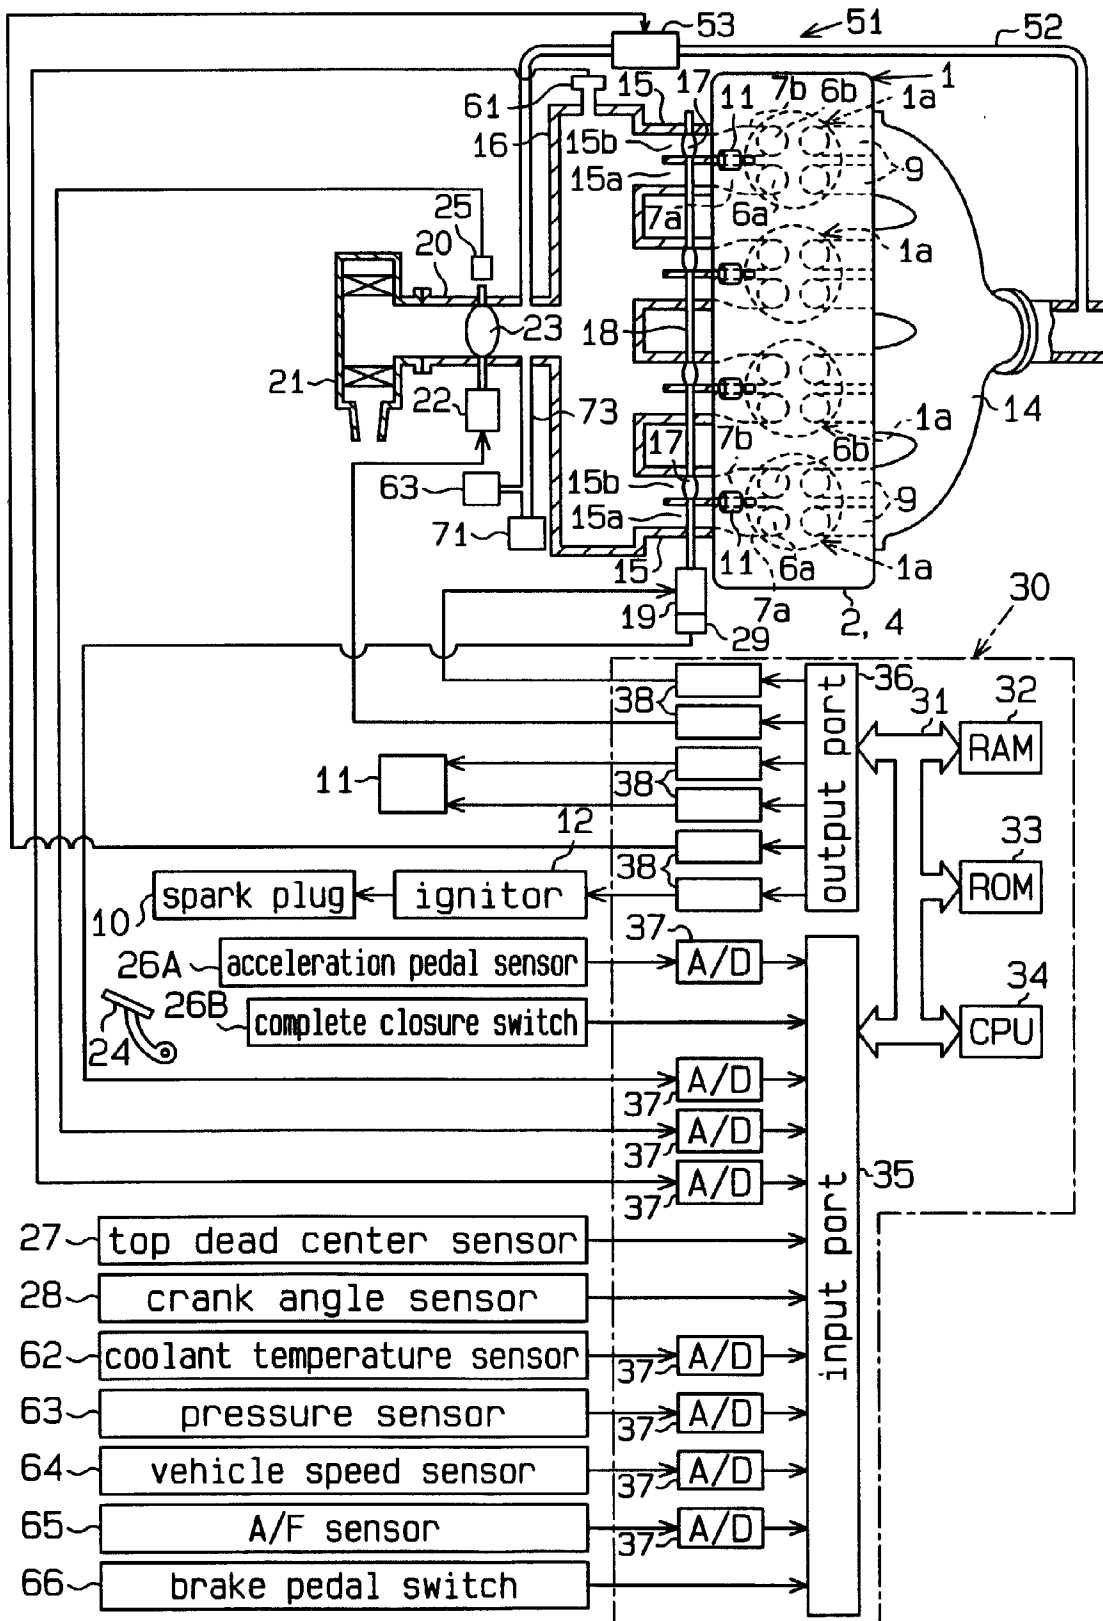 53 51 52
61 15 17 11 7b 6b 1a 1
16 15b
15a 9
25 20 7a 6a 1a
23 18
21 22 73 14
7b 6b 1a
63 17 15b 9
71 15a
15 11 6a 1a
19 7a 30
29 2, 4
38 output port 36 31 32
RAM
11 38
12 33
38 ROM
spark plug ignitor
10 37
26A acceleration pedal sensor A/D
26B complete closure switch 34
24 CPU
A/D
37 A/D
37 A/D 35
37 input port
27 top dead center sensor
28 crank angle sensor
62 coolant temperature sensor 37 A/D
63 pressure sensor 37 A/D
64 vehicle speed sensor 37 A/D
65 A/F sensor 37 A/D
66 brake pedal switch